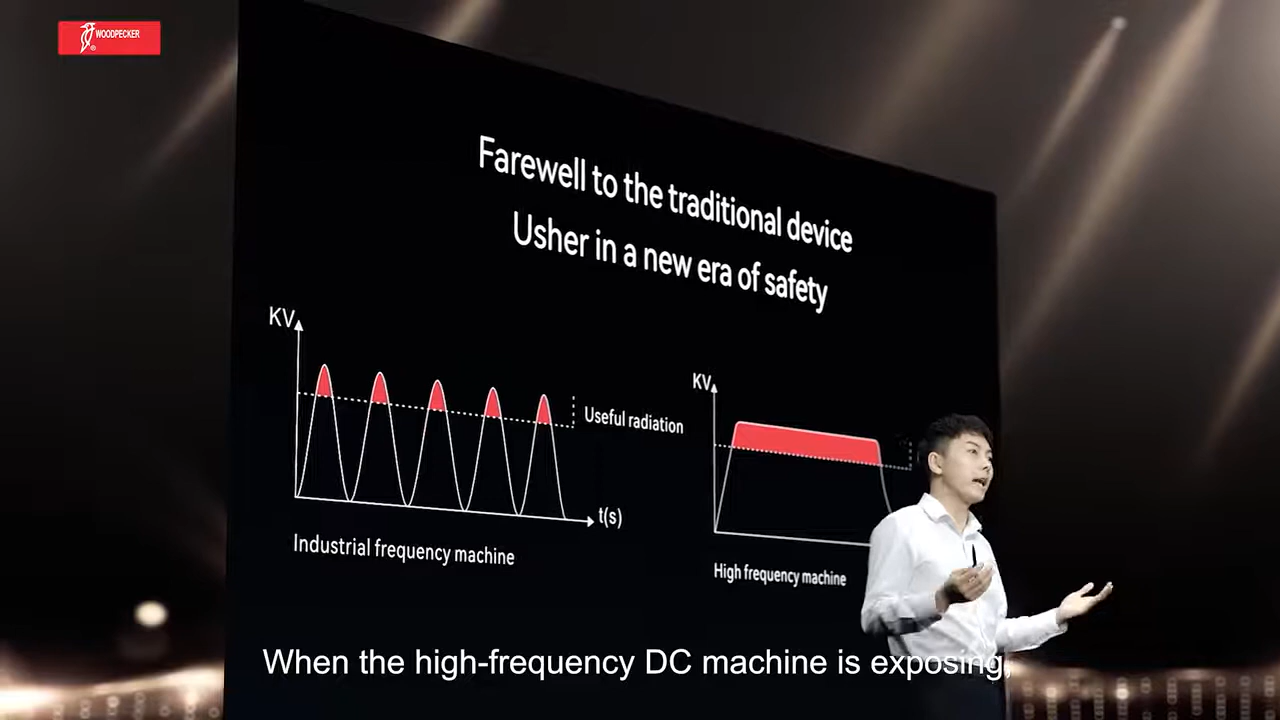 WOODPECKER
®
Farewell to the traditional device
Usher in a new era of safety
KV
Useful radiation
t(s)
Industrial frequency machine
KV
High frequency machine
When the high-frequency DC machine is exposing,